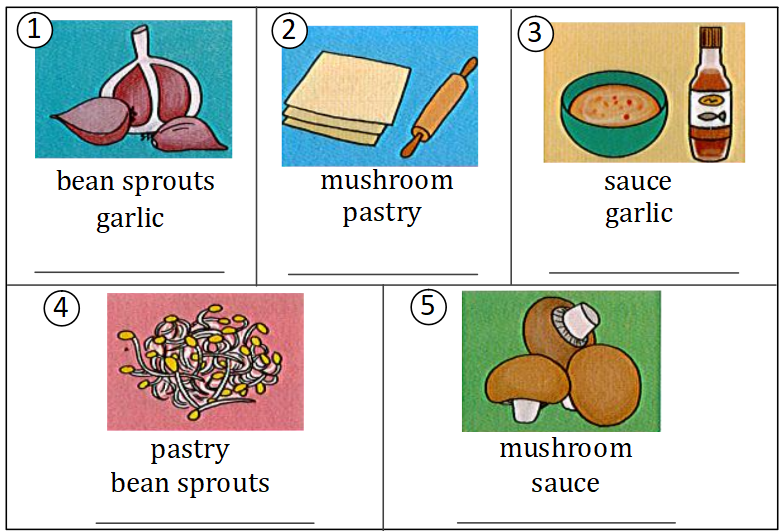 1
bean sprouts
garlic
2
mushroom
pastry
3
sauce
garlic
4
pastry
bean sprouts
5
mushroom
sauce